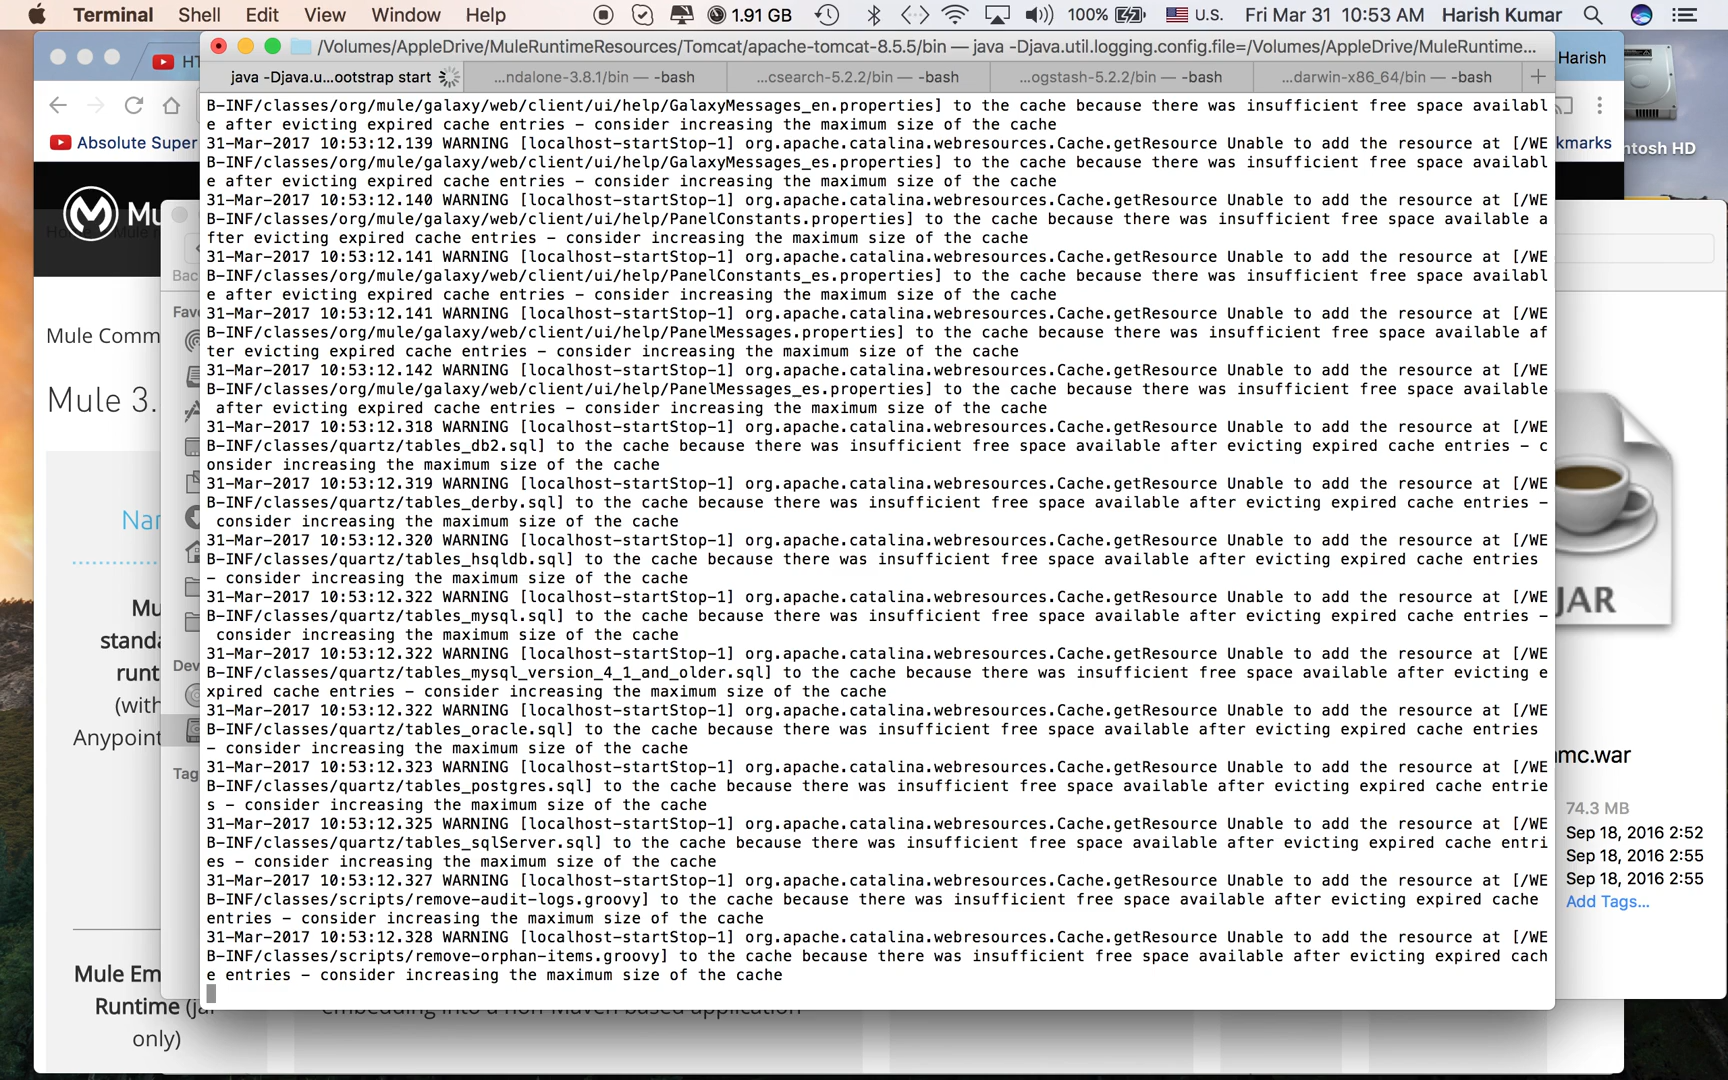 Terminal Shell Edit View Window Help 1.91 GB 100% U.S. Fri Mar 31 10:53 AM Harish Kumar
/Volumes/AppleDrive/MuleRuntimeResources/Tomcat/apache-tomcat-8.5.5/bin — java -Djava.util.logging.config.file=/Volumes/AppleDrive/MuleRuntime...
Harish
java -Djava.u...ootstrap start ...ndalone-3.8.1/bin — -bash ...csearch-5.2.2/bin — -bash ...ogstash-5.2.2/bin — -bash ...darwin-x86_64/bin — -bash
B-INF/classes/org/mule/galaxy/web/client/ui/help/GalaxyMessages_en.properties] to the cache because there was insufficient free space availabl
e after evicting expired cache entries - consider increasing the maximum size of the cache
31-Mar-2017 10:53:12.139 WARNING [localhost-startStop-1] org.apache.catalina.webresources.Cache.getResource Unable to add the resource at [/WE
B-INF/classes/org/mule/galaxy/web/client/ui/help/GalaxyMessages_es.properties] to the cache because there was insufficient free space availabl
e after evicting expired cache entries - consider increasing the maximum size of the cache
31-Mar-2017 10:53:12.140 WARNING [localhost-startStop-1] org.apache.catalina.webresources.Cache.getResource Unable to add the resource at [/WE
B-INF/classes/org/mule/galaxy/web/client/ui/help/PanelConstants.properties] to the cache because there was insufficient free space available a
fter evicting expired cache entries - consider increasing the maximum size of the cache
31-Mar-2017 10:53:12.141 WARNING [localhost-startStop-1] org.apache.catalina.webresources.Cache.getResource Unable to add the resource at [/WE
B-INF/classes/org/mule/galaxy/web/client/ui/help/PanelConstants_es.properties] to the cache because there was insufficient free space availabl
e after evicting expired cache entries - consider increasing the maximum size of the cache
31-Mar-2017 10:53:12.141 WARNING [localhost-startStop-1] org.apache.catalina.webresources.Cache.getResource Unable to add the resource at [/WE
B-INF/classes/org/mule/galaxy/web/client/ui/help/PanelMessages.properties] to the cache because there was insufficient free space available af
ter evicting expired cache entries - consider increasing the maximum size of the cache
31-Mar-2017 10:53:12.142 WARNING [localhost-startStop-1] org.apache.catalina.webresources.Cache.getResource Unable to add the resource at [/WE
B-INF/classes/org/mule/galaxy/web/client/ui/help/PanelMessages_es.properties] to the cache because there was insufficient free space available
after evicting expired cache entries - consider increasing the maximum size of the cache
31-Mar-2017 10:53:12.318 WARNING [localhost-startStop-1] org.apache.catalina.webresources.Cache.getResource Unable to add the resource at [/WE
B-INF/classes/quartz/tables_db2.sql] to the cache because there was insufficient free space available after evicting expired cache entries - c
onsider increasing the maximum size of the cache
31-Mar-2017 10:53:12.319 WARNING [localhost-startStop-1] org.apache.catalina.webresources.Cache.getResource Unable to add the resource at [/WE
B-INF/classes/quartz/tables_derby.sql] to the cache because there was insufficient free space available after evicting expired cache entries -
consider increasing the maximum size of the cache
31-Mar-2017 10:53:12.320 WARNING [localhost-startStop-1] org.apache.catalina.webresources.Cache.getResource Unable to add the resource at [/WE
B-INF/classes/quartz/tables_hsqldb.sql] to the cache because there was insufficient free space available after evicting expired cache entries
- consider increasing the maximum size of the cache
31-Mar-2017 10:53:12.322 WARNING [localhost-startStop-1] org.apache.catalina.webresources.Cache.getResource Unable to add the resource at [/WE
B-INF/classes/quartz/tables_mysql.sql] to the cache because there was insufficient free space available after evicting expired cache entries -
consider increasing the maximum size of the cache
31-Mar-2017 10:53:12.322 WARNING [localhost-startStop-1] org.apache.catalina.webresources.Cache.getResource Unable to add the resource at [/WE
B-INF/classes/quartz/tables_mysql_version_4_1_and_older.sql] to the cache because there was insufficient free space available after evicting e
xpired cache entries - consider increasing the maximum size of the cache
31-Mar-2017 10:53:12.322 WARNING [localhost-startStop-1] org.apache.catalina.webresources.Cache.getResource Unable to add the resource at [/WE
B-INF/classes/quartz/tables_oracle.sql] to the cache because there was insufficient free space available after evicting expired cache entries
- consider increasing the maximum size of the cache
31-Mar-2017 10:53:12.323 WARNING [localhost-startStop-1] org.apache.catalina.webresources.Cache.getResource Unable to add the resource at [/WE
B-INF/classes/quartz/tables_postgres.sql] to the cache because there was insufficient free space available after evicting expired cache entrie
s - consider increasing the maximum size of the cache
31-Mar-2017 10:53:12.325 WARNING [localhost-startStop-1] org.apache.catalina.webresources.Cache.getResource Unable to add the resource at [/WE
B-INF/classes/quartz/tables_sqlServer.sql] to the cache because there was insufficient free space available after evicting expired cache entri
es - consider increasing the maximum size of the cache
31-Mar-2017 10:53:12.327 WARNING [localhost-startStop-1] org.apache.catalina.webresources.Cache.getResource Unable to add the resource at [/WE
B-INF/classes/scripts/remove-audit-logs.groovy] to the cache because there was insufficient free space available after evicting expired cache
entries - consider increasing the maximum size of the cache
31-Mar-2017 10:53:12.328 WARNING [localhost-startStop-1] org.apache.catalina.webresources.Cache.getResource Unable to add the resource at [/WE
B-INF/classes/scripts/remove-orphan-items.groovy] to the cache because there was insufficient free space available after evicting expired cach
e entries - consider increasing the maximum size of the cache
HT
Absolute Super
Mu
Bac
Fav
Mule Comm
Mule 3.
Nar
Mu
standa
runt
(with
Anypoint
Dev
Tag
Mule Em
Runtime (jar
only)
embedding into a non-Maven based application
kmarks
ntosh HD
JAR
mc.war
74.3 MB
Sep 18, 2016 2:52
Sep 18, 2016 2:55
Sep 18, 2016 2:55
Add Tags...